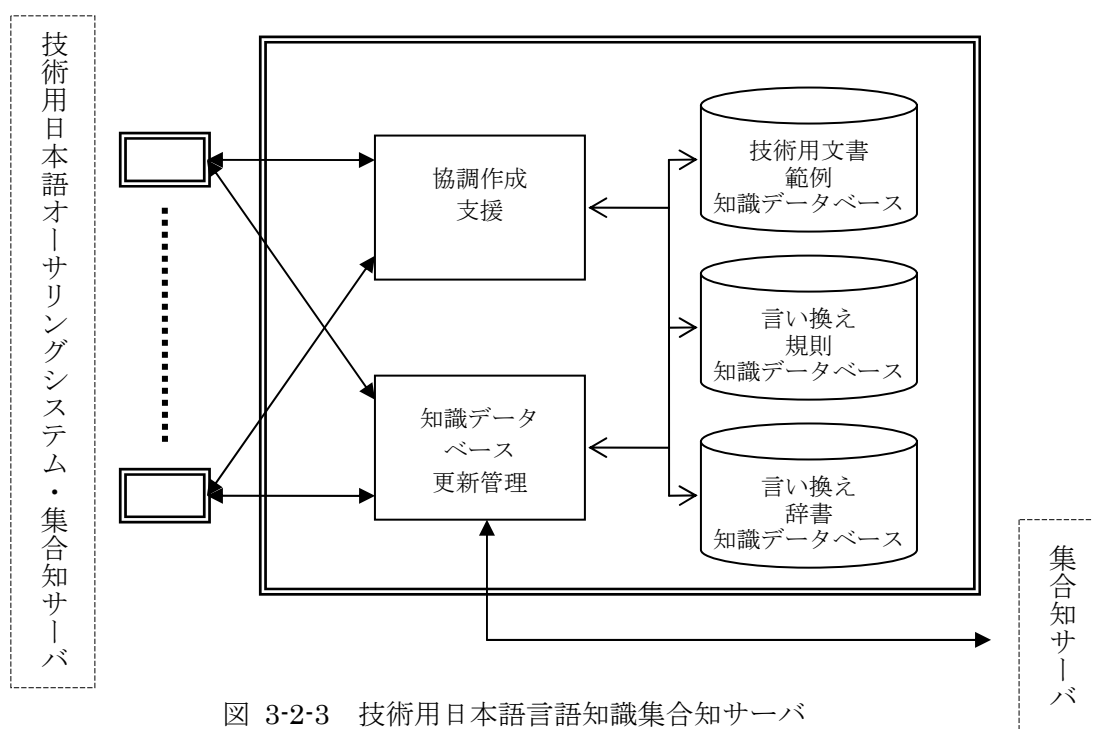 技術用日本語オーサリングシステム・集合知サーバ
協調作成
支援
知識データ
ベース
更新管理
技術用文書
範例
知識データベース
言い換え
規則
知識データベース
言い換え
辞書
知識データベース
集合知サーバ
図 3-2-3 技術用日本語言語知識集合知サーバ